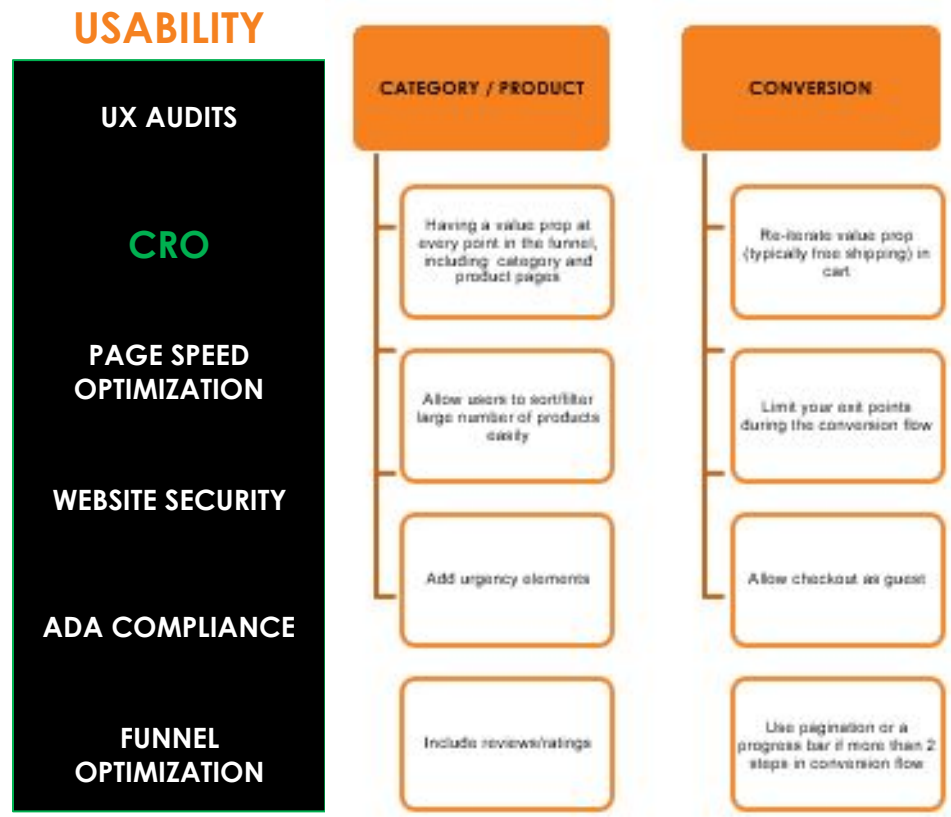 USABILITY
UX AUDITS
CRO
PAGE SPEED
OPTIMIZATION
WEBSITE SECURITY
ADA COMPLIANCE
FUNNEL
OPTIMIZATION
CATEGORY / PRODUCT
Having a value prop at
every point in the funnel,
including category and
product pages
Allow users to sort/filter
large number of products
easily
Add urgency elements
Include reviews/ratings
CONVERSION
Re-iterate value prop
(typically free shipping) in
cart
Limit your exit points
during the conversion flow
Allow checkout as guest
Use pagination or a
progress bar if more than 2
steps in conversion flow